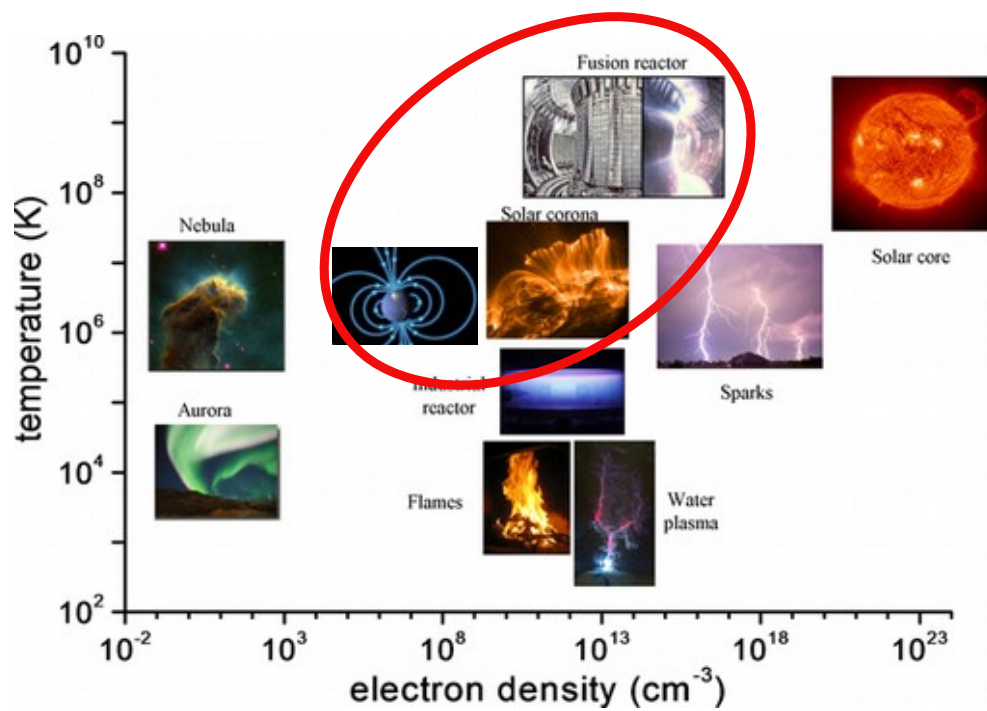 10¹⁰
Fusion reactor
10⁸
Solar corona
Nebula
Solar core
temperature (K)
10⁶
Industrial
reactor
Sparks
Aurora
10⁴
Flames
Water
plasma
10²
10⁻² 10³ 10⁸ 10¹³ 10¹⁸ 10²³
electron density (cm⁻³)